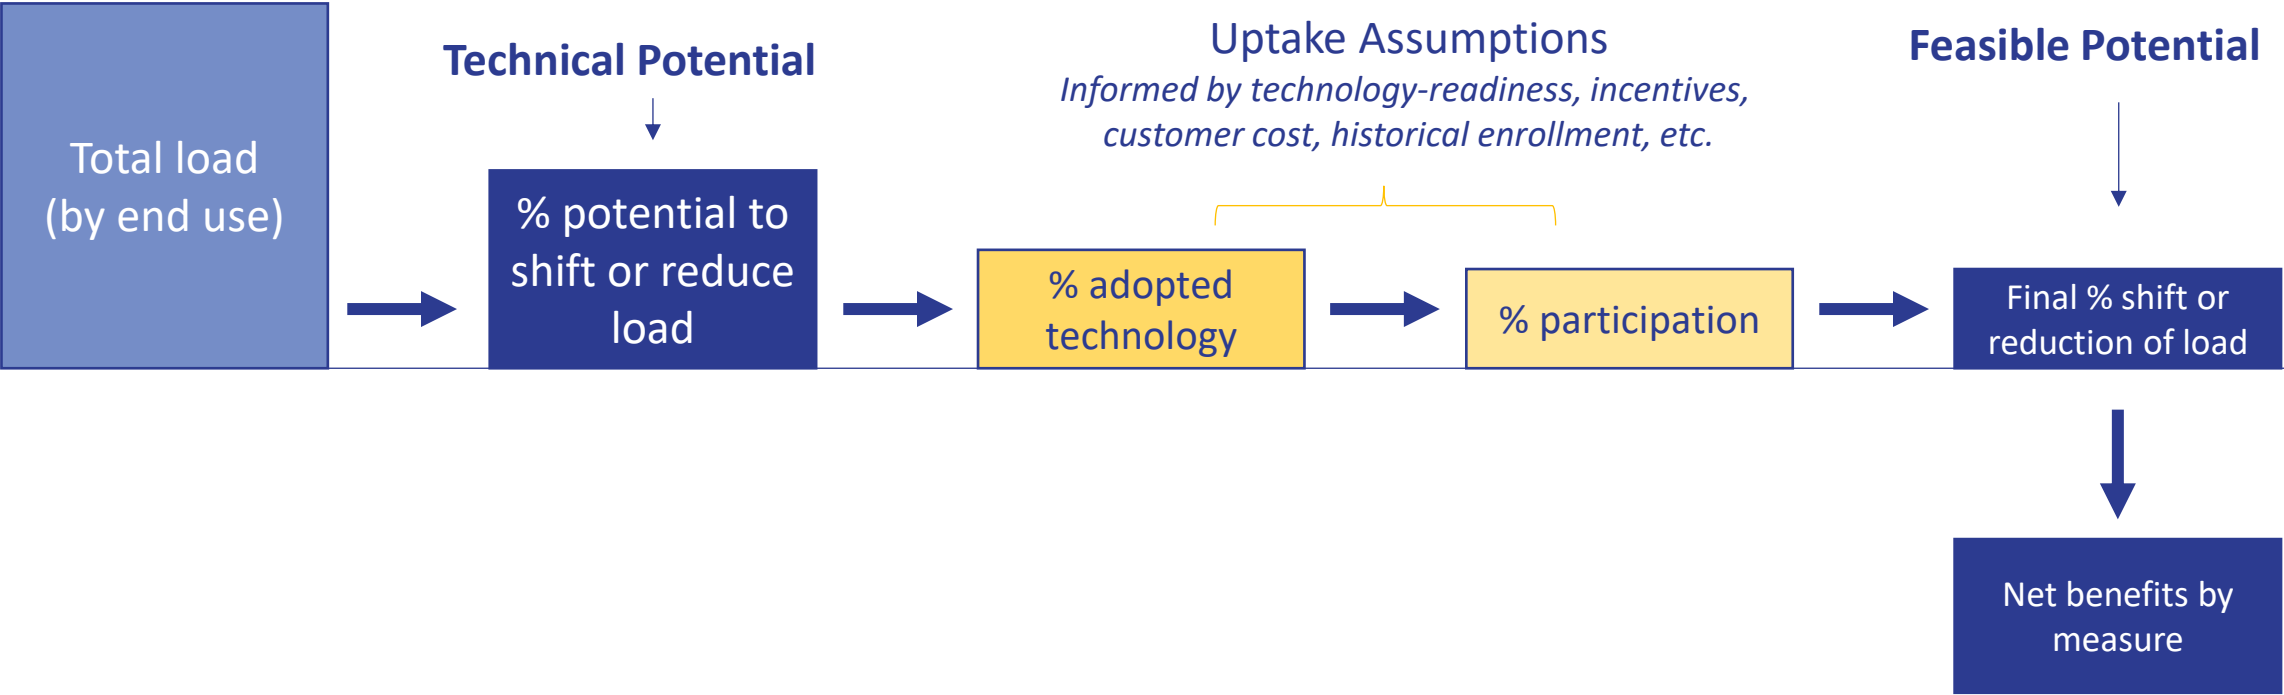 Total load
(by end use)
Technical Potential
% potential to
shift or reduce
load
Uptake Assumptions
Informed by technology-readiness, incentives,
customer cost, historical enrollment, etc.
% adopted
technology
% participation
Feasible Potential
Final % shift or
reduction of load
Net benefits by
measure